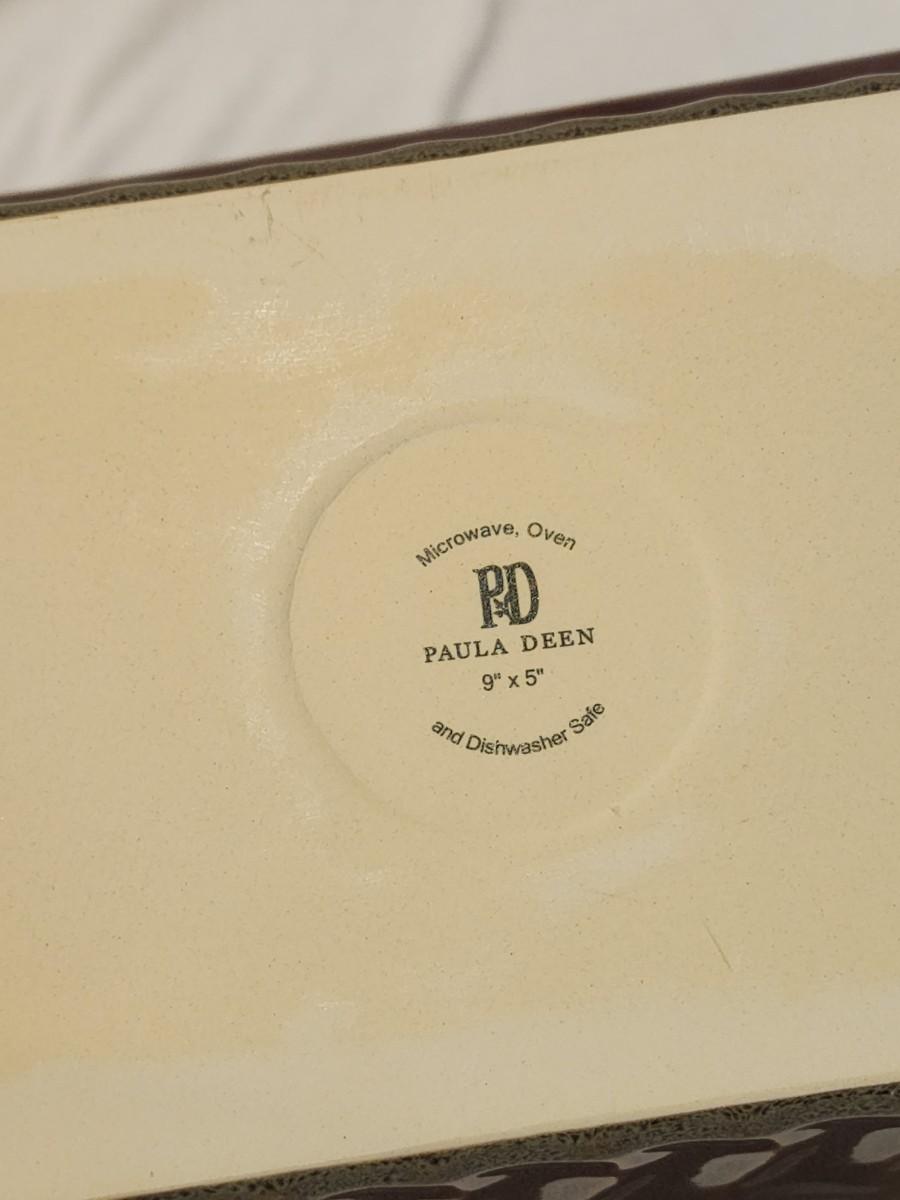 Microwave, Oven
PD
PAULA DEEN
9" x 5"
and Dishwasher Safe